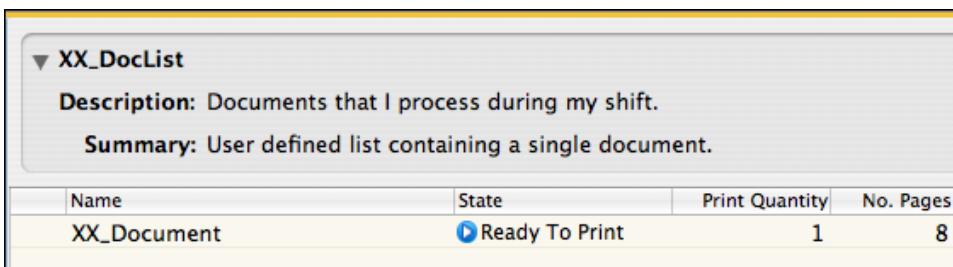 XX_DocList
Description: Documents that I process during my shift.
Summary: User defined list containing a single document.
Name State Print Quantity No. Pages
XX_Document Ready To Print 1 8